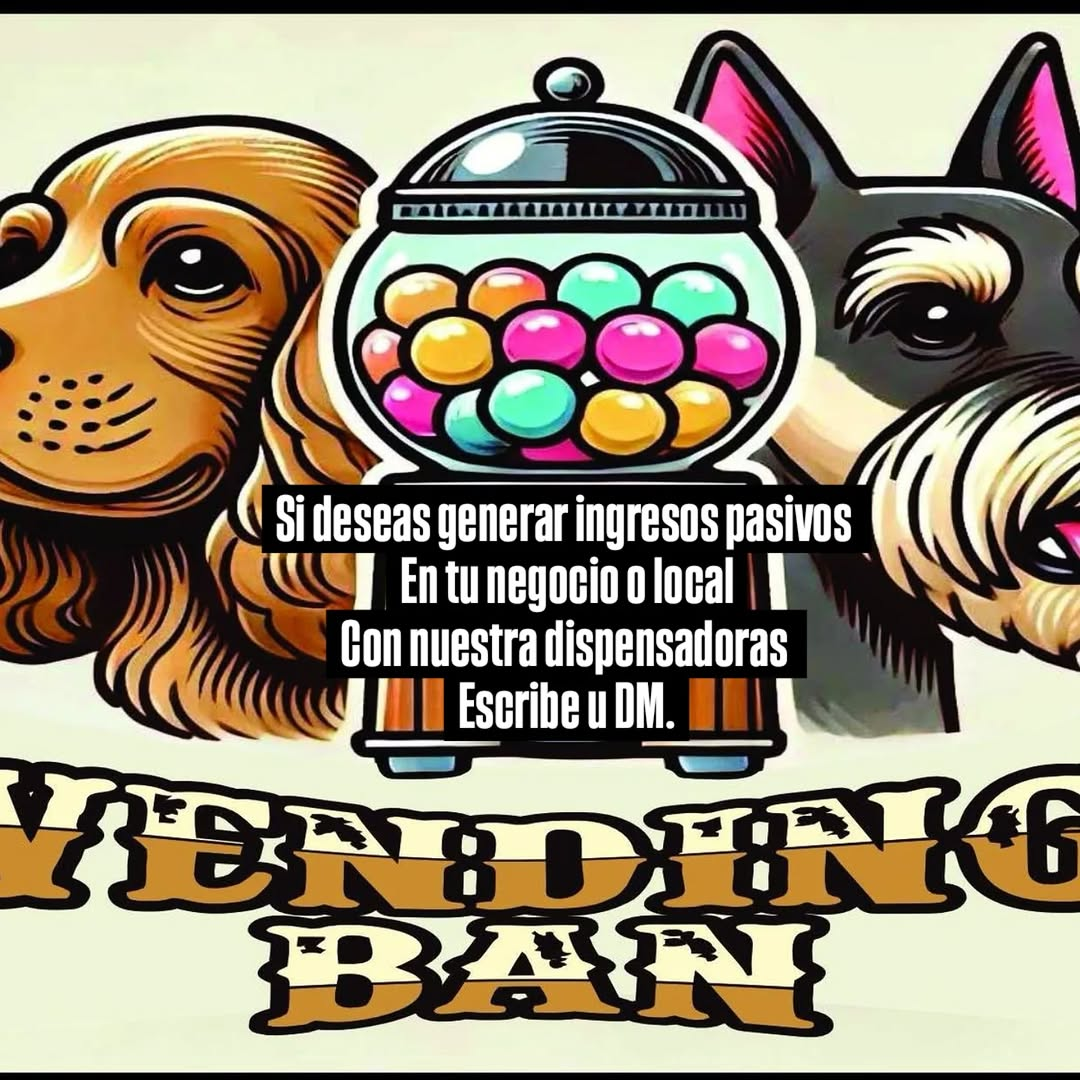 Si deseas generar ingresos pasivos
En tu negocio o local
Con nuestra dispensadoras
Escribe u DM.
VENDING
BAN